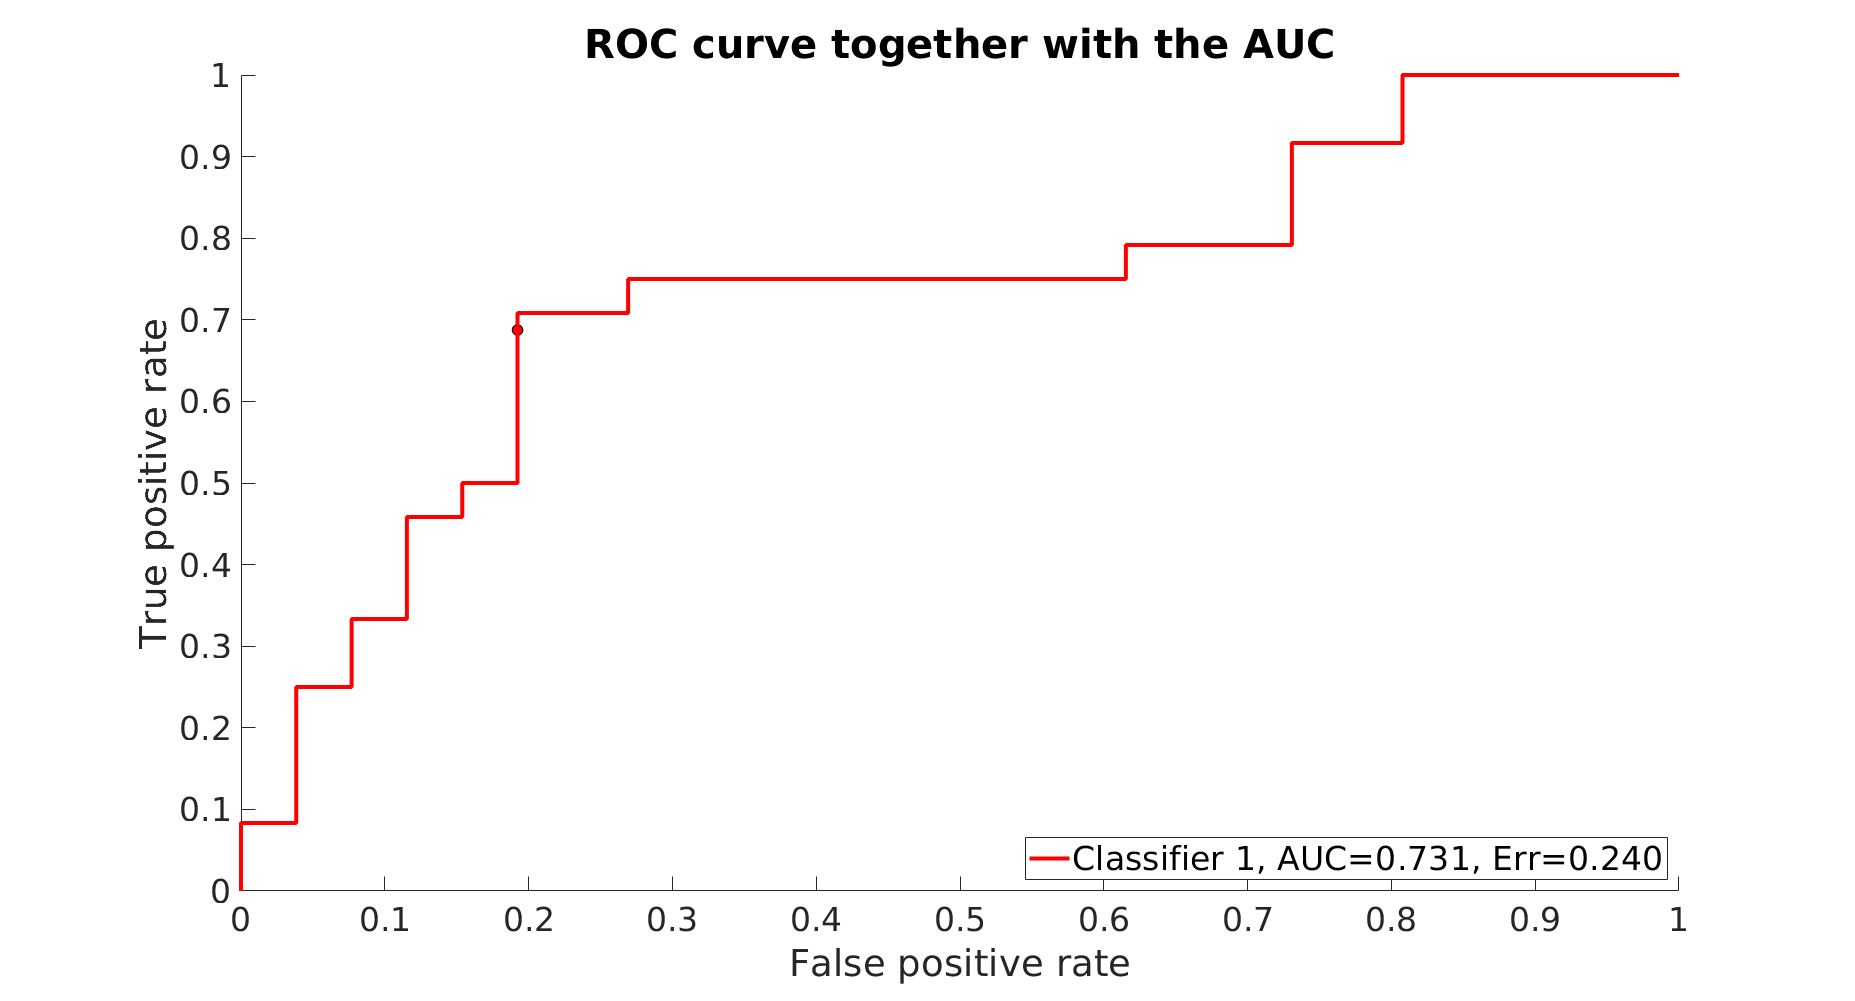 ROC curve together with the AUC
1
0.9
0.8
0.7
0.6
0.5
0.4
0.3
0.2
0.1
0
True positive rate
Classifier 1, AUC=0.731, Err=0.240
0 0.1 0.2 0.3 0.4 0.5 0.6 0.7 0.8 0.9 1
False positive rate